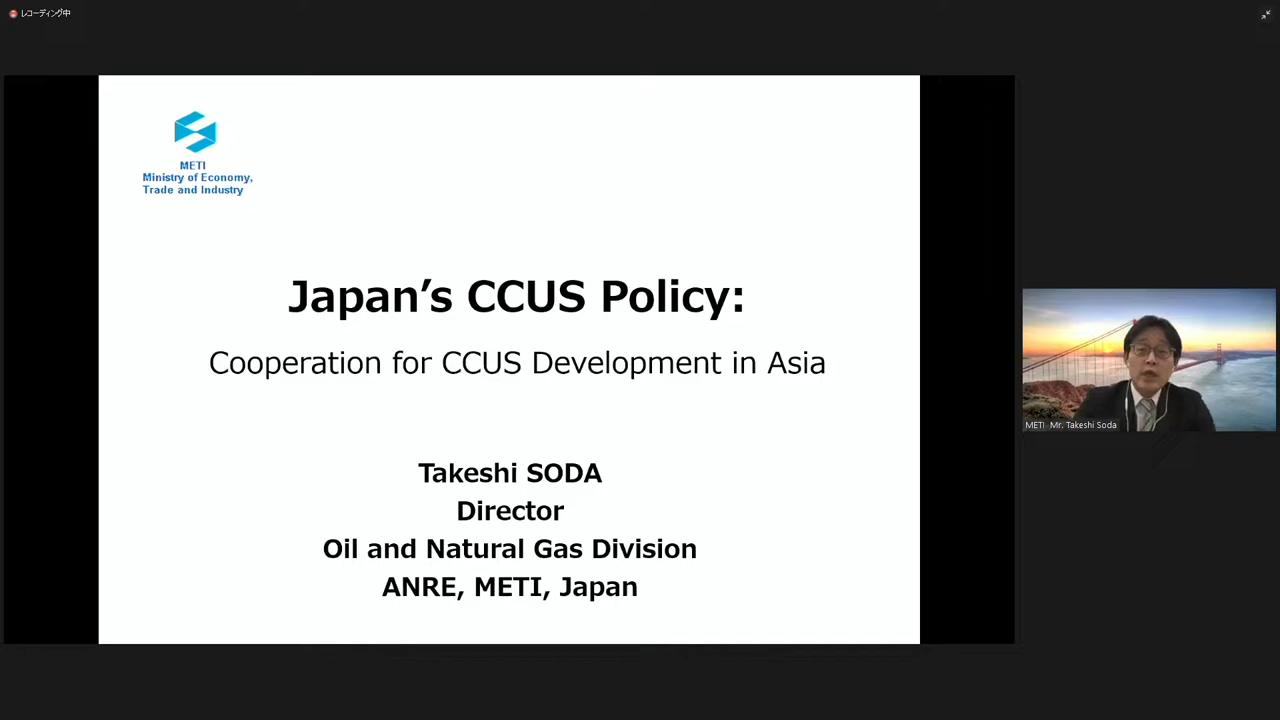 レコーディング中
METI
Ministry of Economy,
Trade and Industry
Japan’s CCUS Policy:
Cooperation for CCUS Development in Asia
Takeshi SODA
Director
Oil and Natural Gas Division
ANRE, METI, Japan
METI Mr. Takeshi Soda